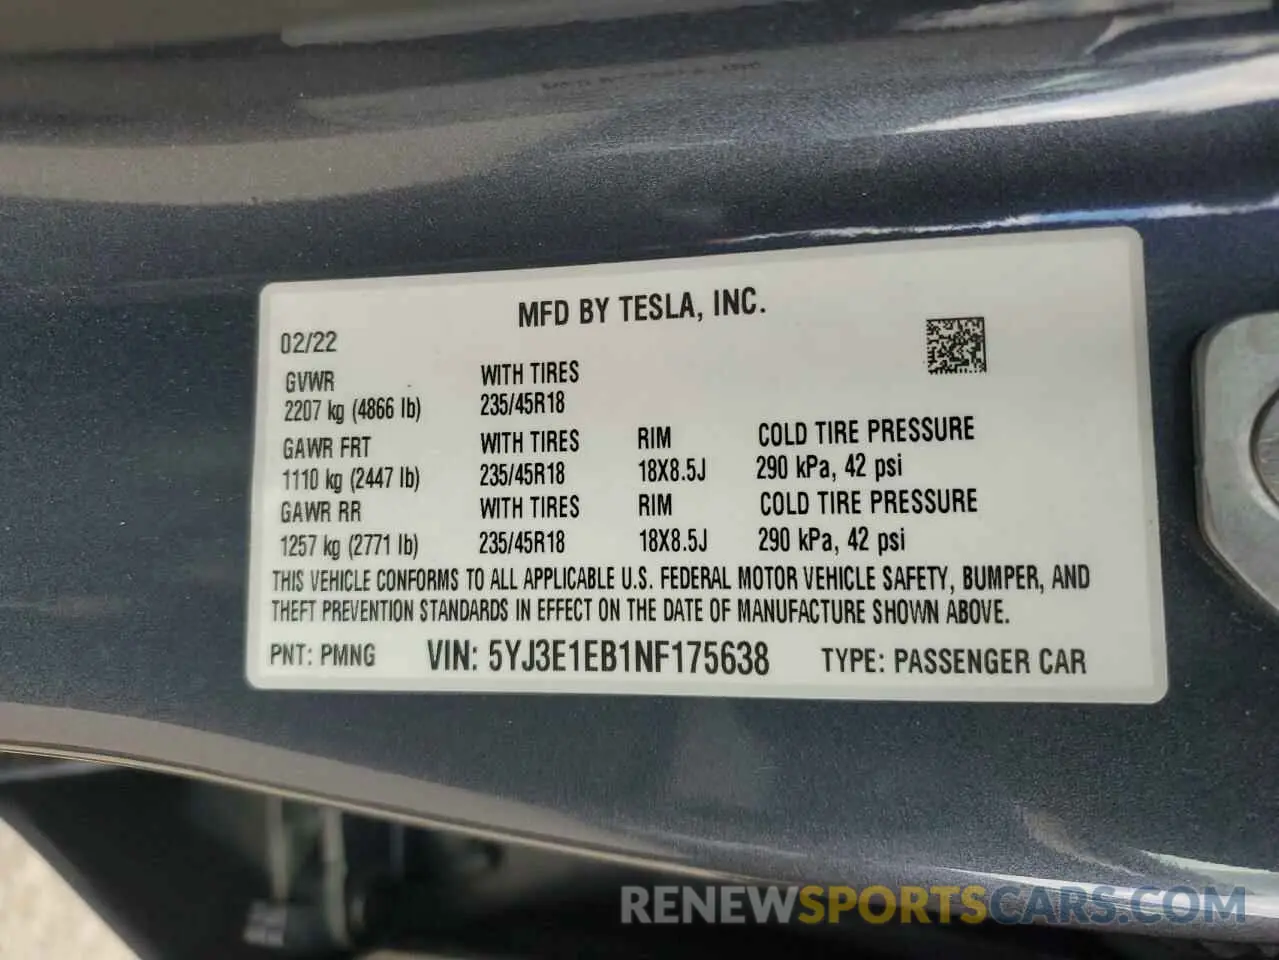 MFD BY TESLA, INC.
02/22
GVWR WITH TIRES
2207 kg (4866 lb) 235/45R18
GAWR FRT WITH TIRES RIM COLD TIRE PRESSURE
1110 kg (2447 lb) 235/45R18 18X8.5J 290 kPa, 42 psi
GAWR RR WITH TIRES RIM COLD TIRE PRESSURE
1257 kg (2771 lb) 235/45R18 18X8.5J 290 kPa, 42 psi
THIS VEHICLE CONFORMS TO ALL APPLICABLE U.S. FEDERAL MOTOR VEHICLE SAFETY, BUMPER, AND
THEFT PREVENTION STANDARDS IN EFFECT ON THE DATE OF MANUFACTURE SHOWN ABOVE.
PNT: PMNG VIN: 5YJ3E1EB1NF175638 TYPE: PASSENGER CAR
RENEWSPORTSCARS.COM